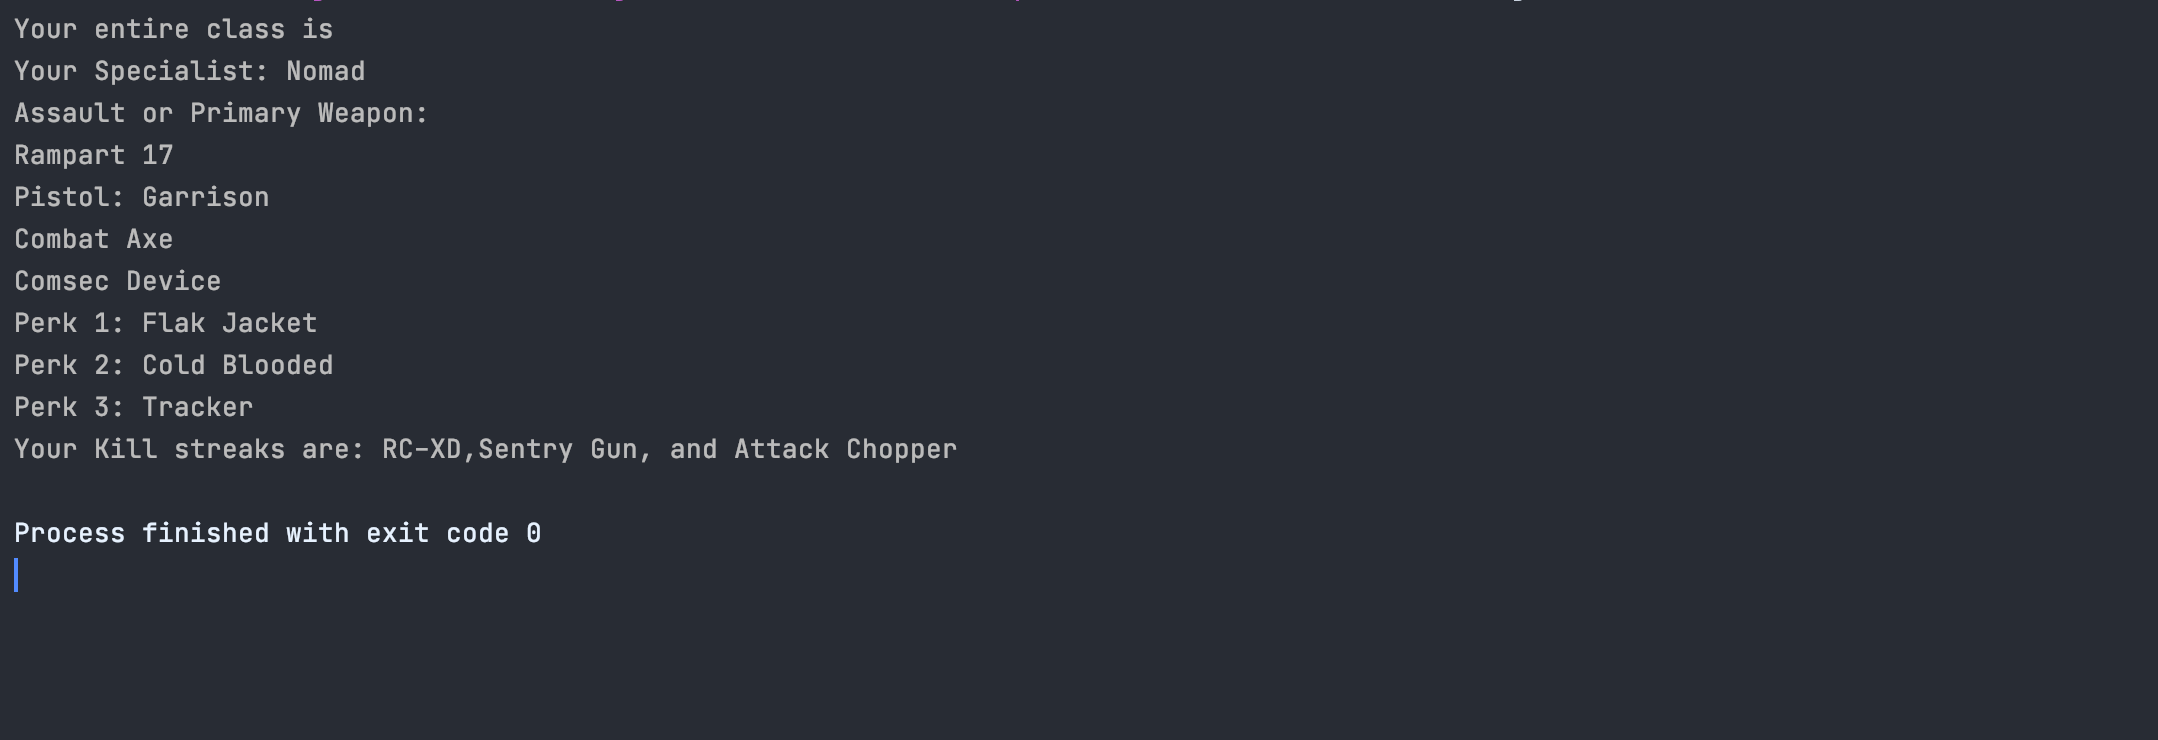 Your entire class is
Your Specialist: Nomad
Assault or Primary Weapon:
Rampart 17
Pistol: Garrison
Combat Axe
Comsec Device
Perk 1: Flak Jacket
Perk 2: Cold Blooded
Perk 3: Tracker
Your Kill streaks are: RC-XD,Sentry Gun, and Attack Chopper
Process finished with exit code 0